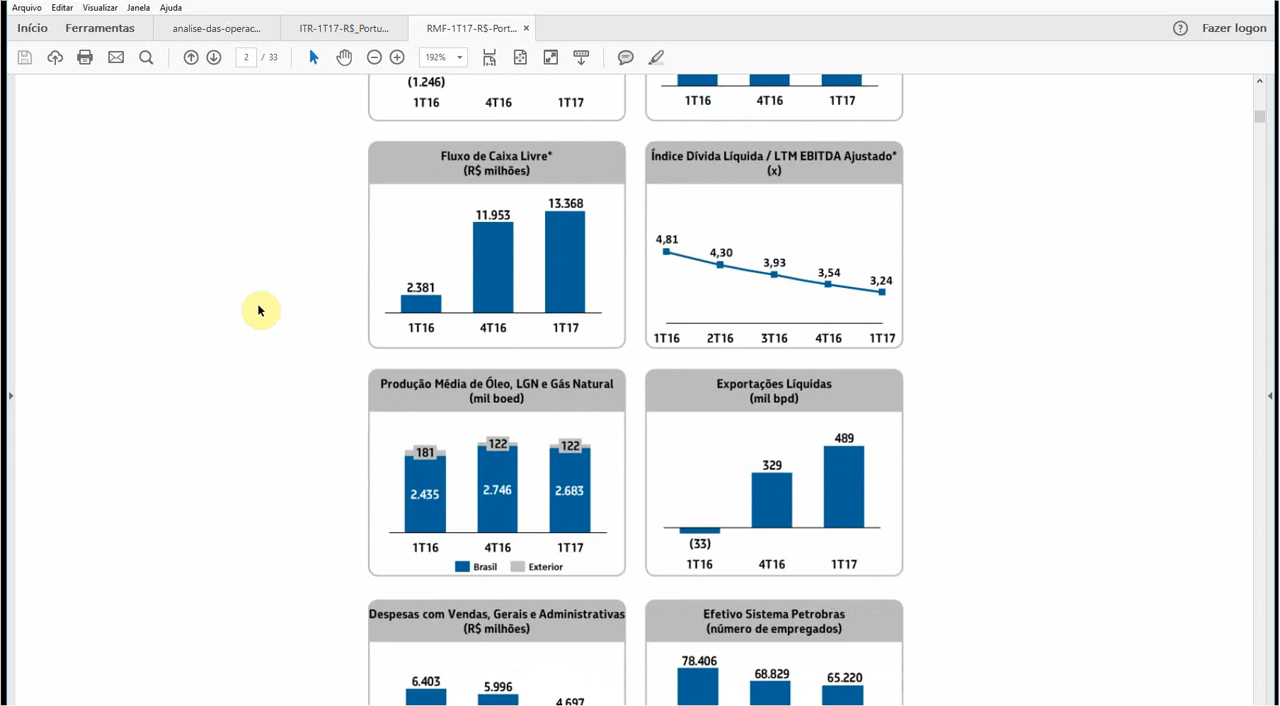 Arquivo Editar Visualizar Janela Ajuda
Início Ferramentas analise-das-operac... ITR-1T17-R$_Portu... RMF-1T17-R$-Port... × ? Fazer logon
2 / 33 192%
(1.246)
1T16 4T16 1T17
1T16 4T16 1T17
Fluxo de Caixa Livre*
(R$ milhões)
2.381 11.953 13.368
1T16 4T16 1T17
Índice Dívida Líquida / LTM EBITDA Ajustado*
(x)
4,81 4,30 3,93 3,54 3,24
1T16 2T16 3T16 4T16 1T17
Produção Média de Óleo, LGN e Gás Natural
(mil boed)
181 122 122
2.435 2.746 2.683
1T16 4T16 1T17
Brasil Exterior
Exportações Líquidas
(mil bpd)
(33) 329 489
1T16 4T16 1T17
Despesas com Vendas, Gerais e Administrativas
(R$ milhões)
6.403 5.996 4.697
Efetivo Sistema Petrobras
(número de empregados)
78.406 68.829 65.220